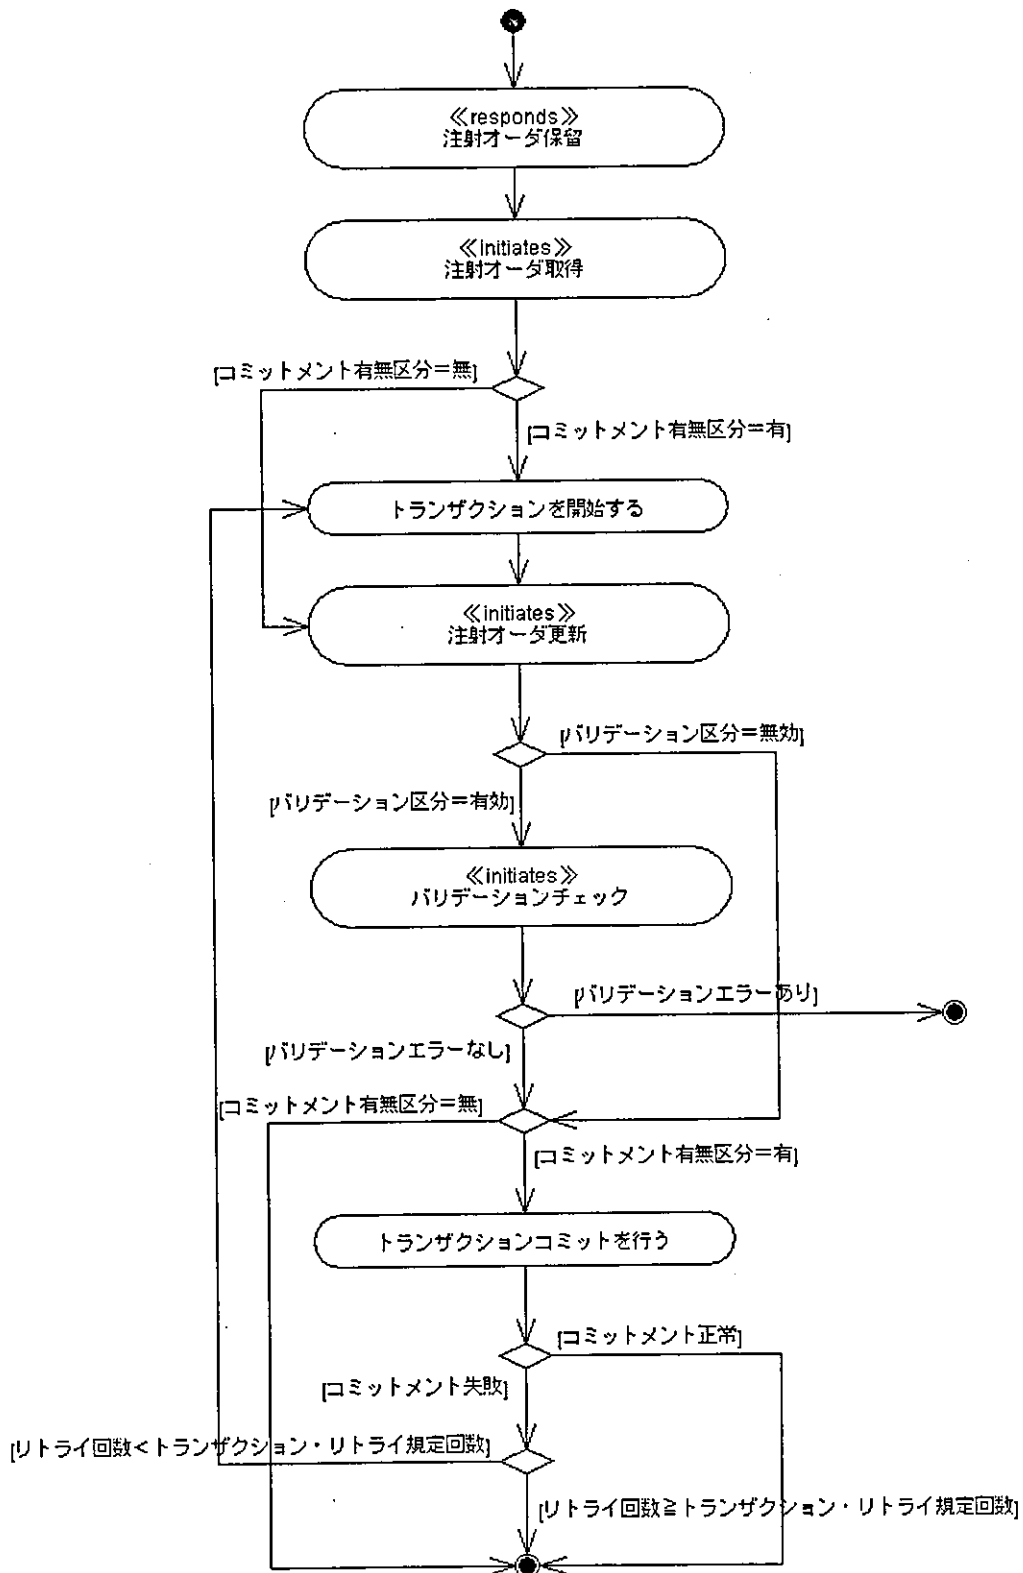 ≪responds≫
注射オーダ保留
≪initiates≫
注射オーダ取得
[コミットメント有無区分＝無]
[コミットメント有無区分＝有]
トランザクションを開始する
≪initiates≫
注射オーダ更新
[バリデーション区分＝無効]
[バリデーション区分＝有効]
≪initiates≫
バリデーションチェック
[バリデーションエラーあり]
[バリデーションエラーなし]
[コミットメント有無区分＝無]
[コミットメント有無区分＝有]
トランザクションコミットを行う
[コミットメント正常]
[コミットメント失敗]
[リトライ回数＜トランザクション・リトライ規定回数]
[リトライ回数≧トランザクション・リトライ規定回数]